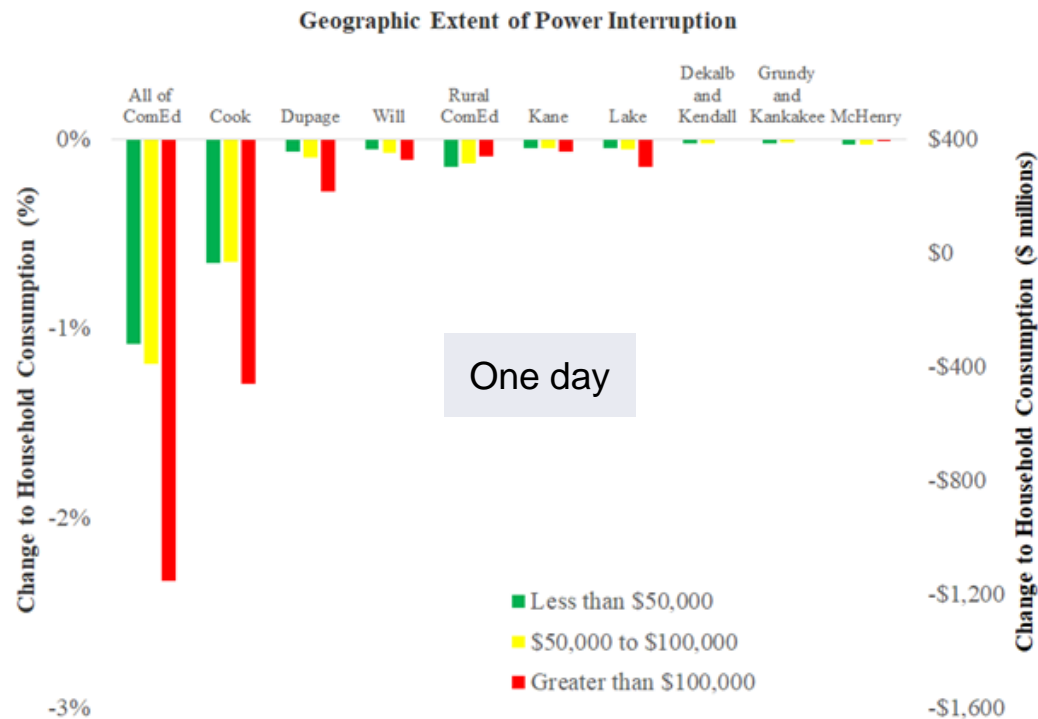 Geographic Extent of Power Interruption
All of
ComEd
Cook
Dupage
Will
Rural
ComEd
Kane
Lake
Dekalb
and
Kendall
Grundy
and
Kankakee
McHenry
0%
-1%
-2%
-3%
Change to Household Consumption (%)
$400
$0
-$400
-$800
-$1,200
-$1,600
Change to Household Consumption ($ millions)
One day
Less than $50,000
$50,000 to $100,000
Greater than $100,000